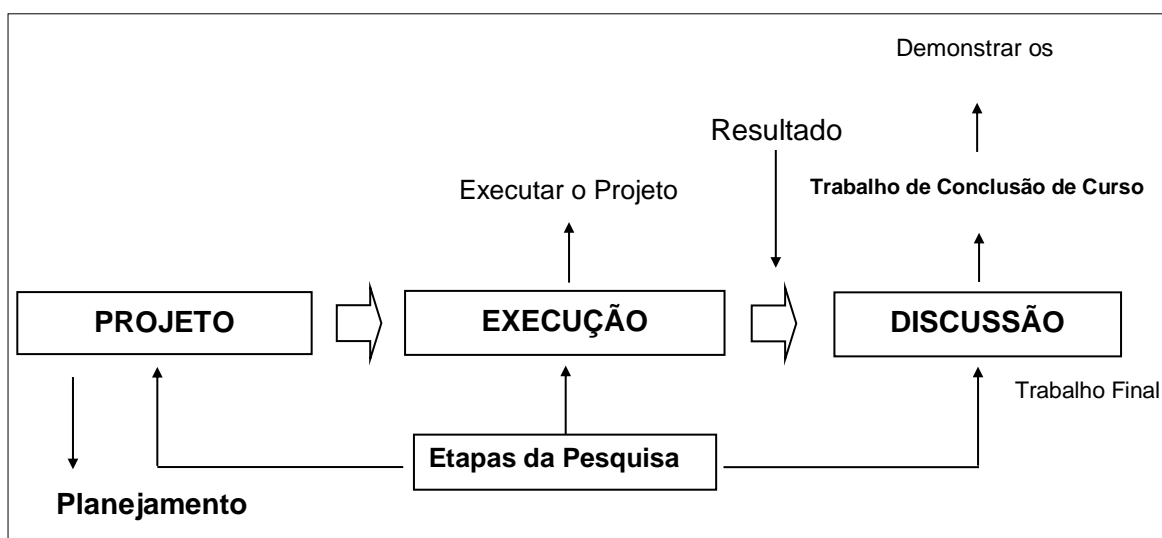 Demonstrar os
Resultado
Trabalho de Conclusão de Curso
Executar o Projeto
PROJETO
EXECUÇÃO
DISCUSSÃO
Trabalho Final
Etapas da Pesquisa
Planejamento